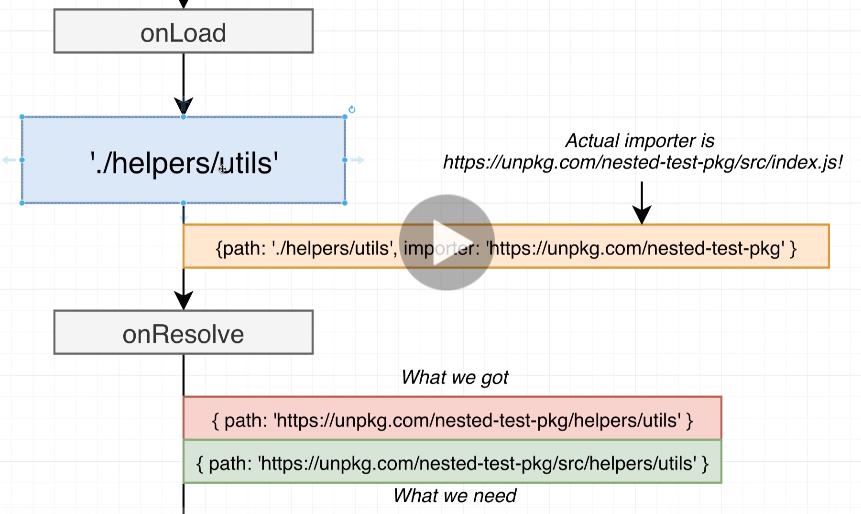 onLoad
'./helpers/utils'
Actual importer is
https://unpkg.com/nested-test-pkg/src/index.js!
{path: './helpers/utils', importer: 'https://unpkg.com/nested-test-pkg' }
onResolve
What we got
{ path: 'https://unpkg.com/nested-test-pkg/helpers/utils' }
{ path: 'https://unpkg.com/nested-test-pkg/src/helpers/utils' }
What we need